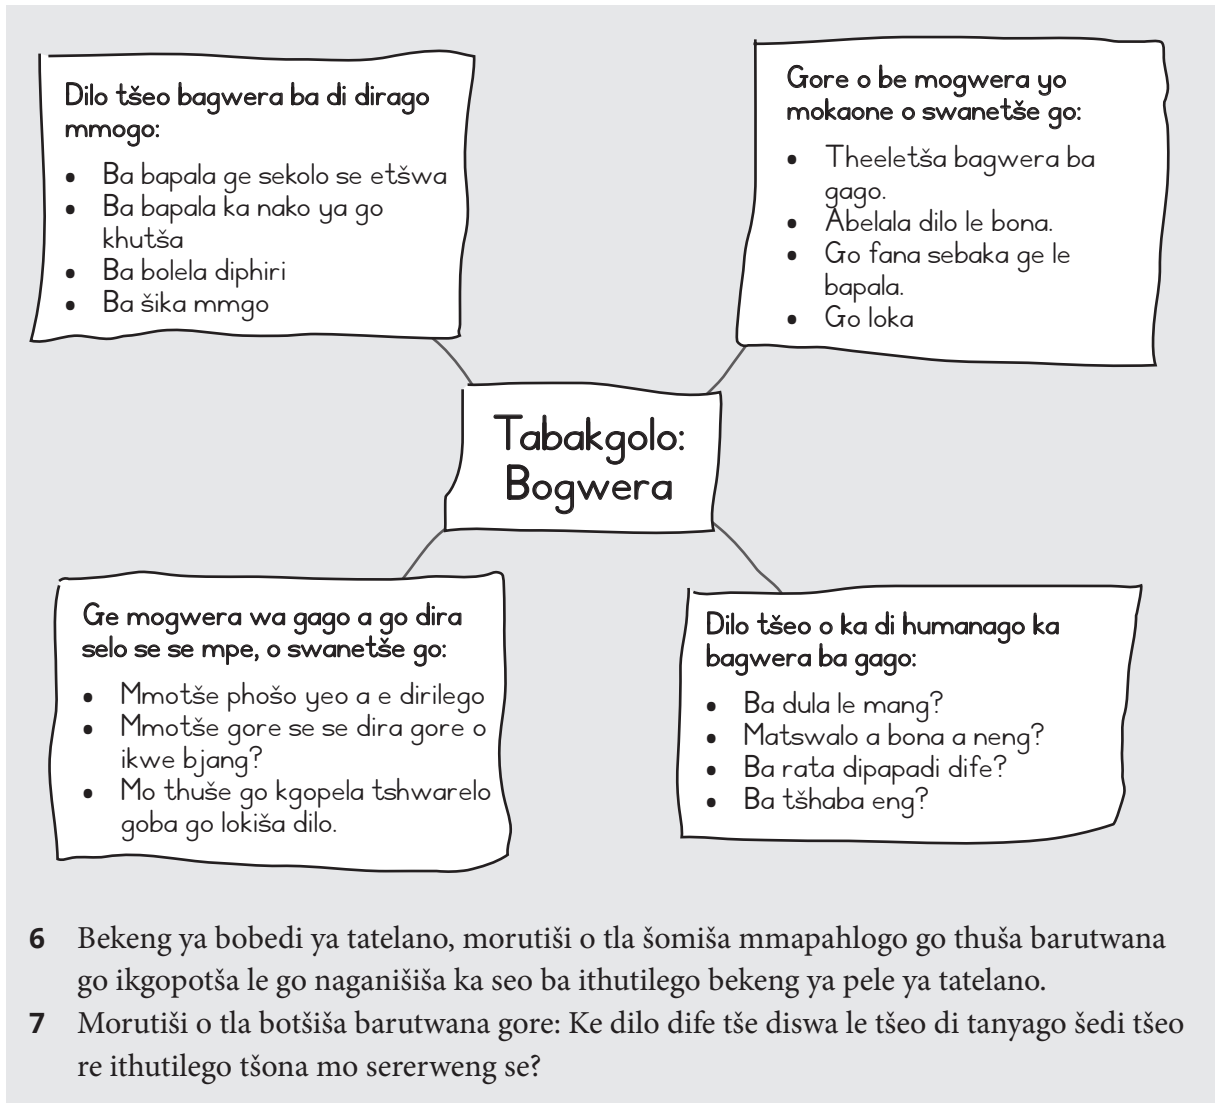 Dilo tšeo bagwera ba di dirago
mmogo:
• Ba bapala ge sekolo se etšwa
• Ba bapala ka nako ya go
khutša
• Ba bolela diphiri
• Ba šika mmgo
Gore o be mogwera yo
mokaone o swanetše go:
• Theeletša bagwera ba
gago.
• Abelala dilo le bona.
• Go fana sebaka ge le
bapala.
• Go loka
Tabakgolo:
Bogwera
Ge mogwera wa gago a go dira
selo se se mpe, o swanetše go:
• Mmotše phošo yeo a e dirilego
• Mmotše gore se se dira gore o
ikwe bjang?
• Mo thuše go kgopela tshwarelo
goba go lokiša dilo.
Dilo tšeo o ka di humanago ka
bagwera ba gago:
• Ba dula le mang?
• Matswalo a bona a neng?
• Ba rata dipapadi dife?
• Ba tšhaba eng?
6 Bekeng ya bobedi ya tatelano, morutiši o tla šomiša mmapahlogo go thuša barutwana
go ikgopotša le go naganišiša ka seo ba ithutilego bekeng ya pele ya tatelano.
7 Morutiši o tla botšiša barutwana gore: Ke dilo dife tše diswa le tšeo di tanyago šedi tšeo
re ithutilego tšona mo sererweng se?